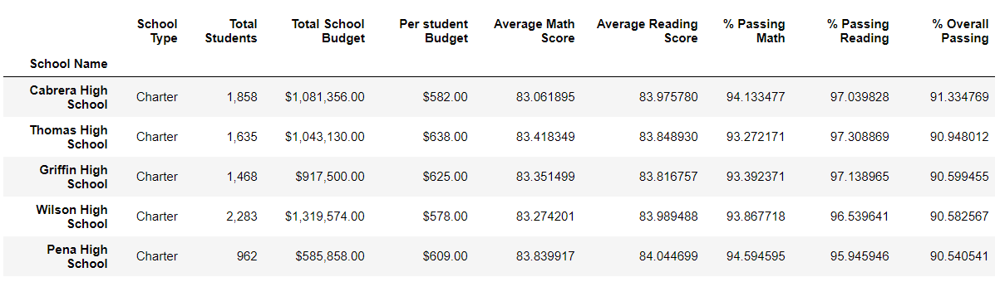 School Type Total Students Total School Budget Per student Budget Average Math Score Average Reading Score % Passing Math % Passing Reading % Overall Passing
School Name
Cabrera High School Charter 1,858 $1,081,356.00 $582.00 83.061895 83.975780 94.133477 97.039828 91.334769
Thomas High School Charter 1,635 $1,043,130.00 $638.00 83.418349 83.848930 93.272171 97.308869 90.948012
Griffin High School Charter 1,468 $917,500.00 $625.00 83.351499 83.816757 93.392371 97.138965 90.599455
Wilson High School Charter 2,283 $1,319,574.00 $578.00 83.274201 83.989488 93.867718 96.539641 90.582567
Pena High School Charter 962 $585,858.00 $609.00 83.839917 84.044699 94.594595 95.945946 90.540541